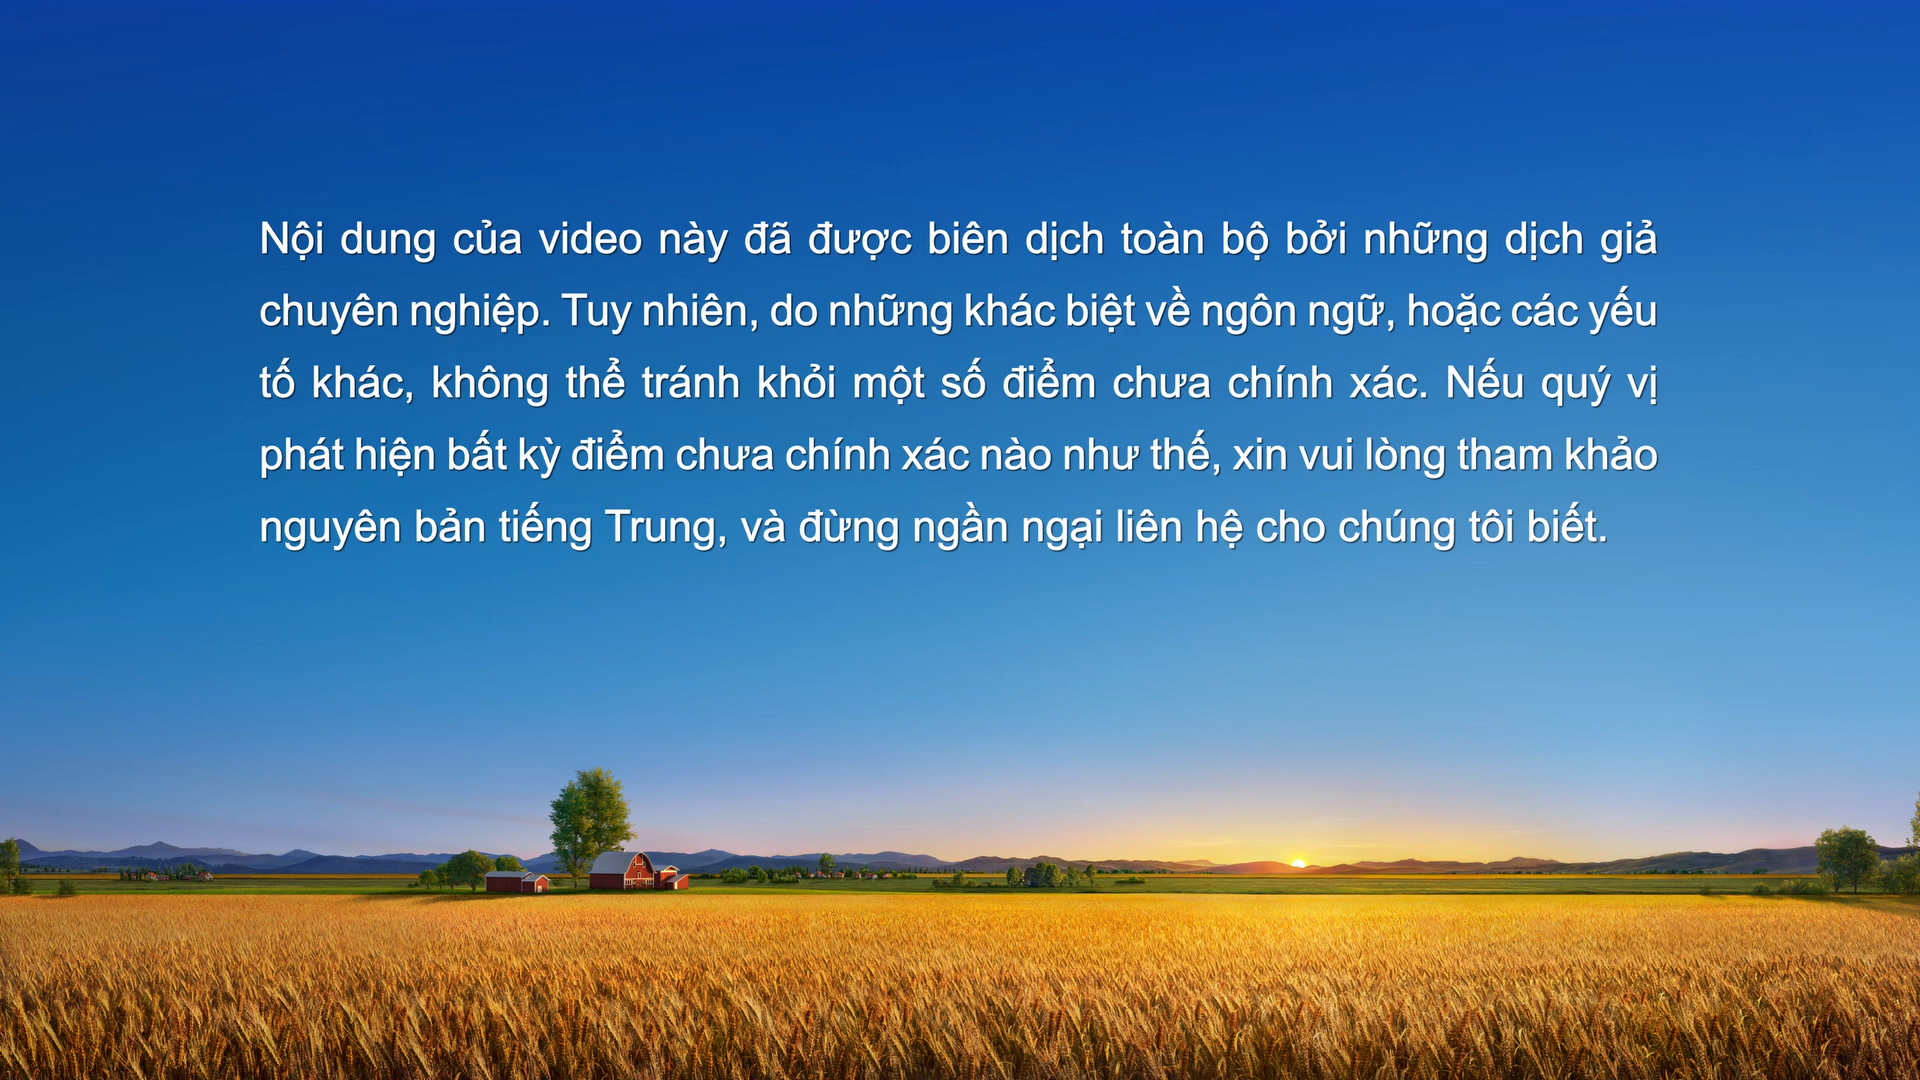 Nội dung của video này đã được biên dịch toàn bộ bởi những dịch giả
chuyên nghiệp. Tuy nhiên, do những khác biệt về ngôn ngữ, hoặc các yếu
tố khác, không thể tránh khỏi một số điểm chưa chính xác. Nếu quý vị
phát hiện bất kỳ điểm chưa chính xác nào như thế, xin vui lòng tham khảo
nguyên bản tiếng Trung, và đừng ngần ngại liên hệ cho chúng tôi biết.